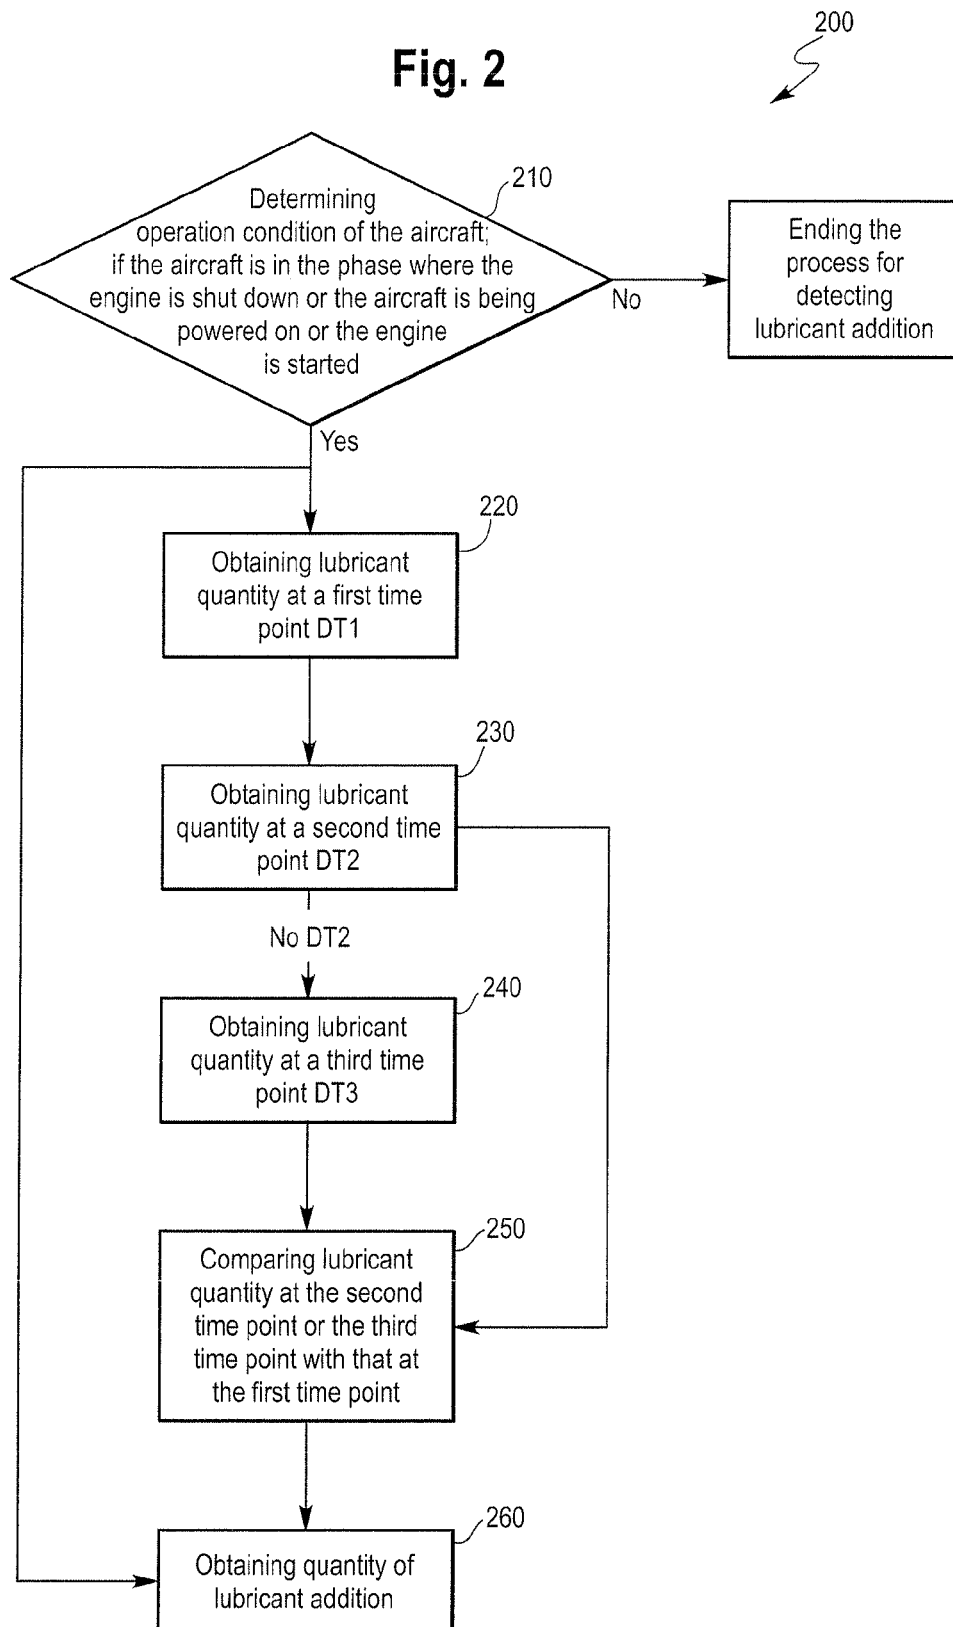 200
Fig. 2
210
Determining
operation condition of the aircraft;
if the aircraft is in the phase where the
engine is shut down or the aircraft is being
powered on or the engine
is started
No
Ending the
process for
detecting
lubricant addition
Yes
220
Obtaining lubricant
quantity at a first time
point DT1
230
Obtaining lubricant
quantity at a second time
point DT2
No DT2
240
Obtaining lubricant
quantity at a third time
point DT3
250
Comparing lubricant
quantity at the second
time point or the third
time point with that at
the first time point
260
Obtaining quantity of
lubricant addition